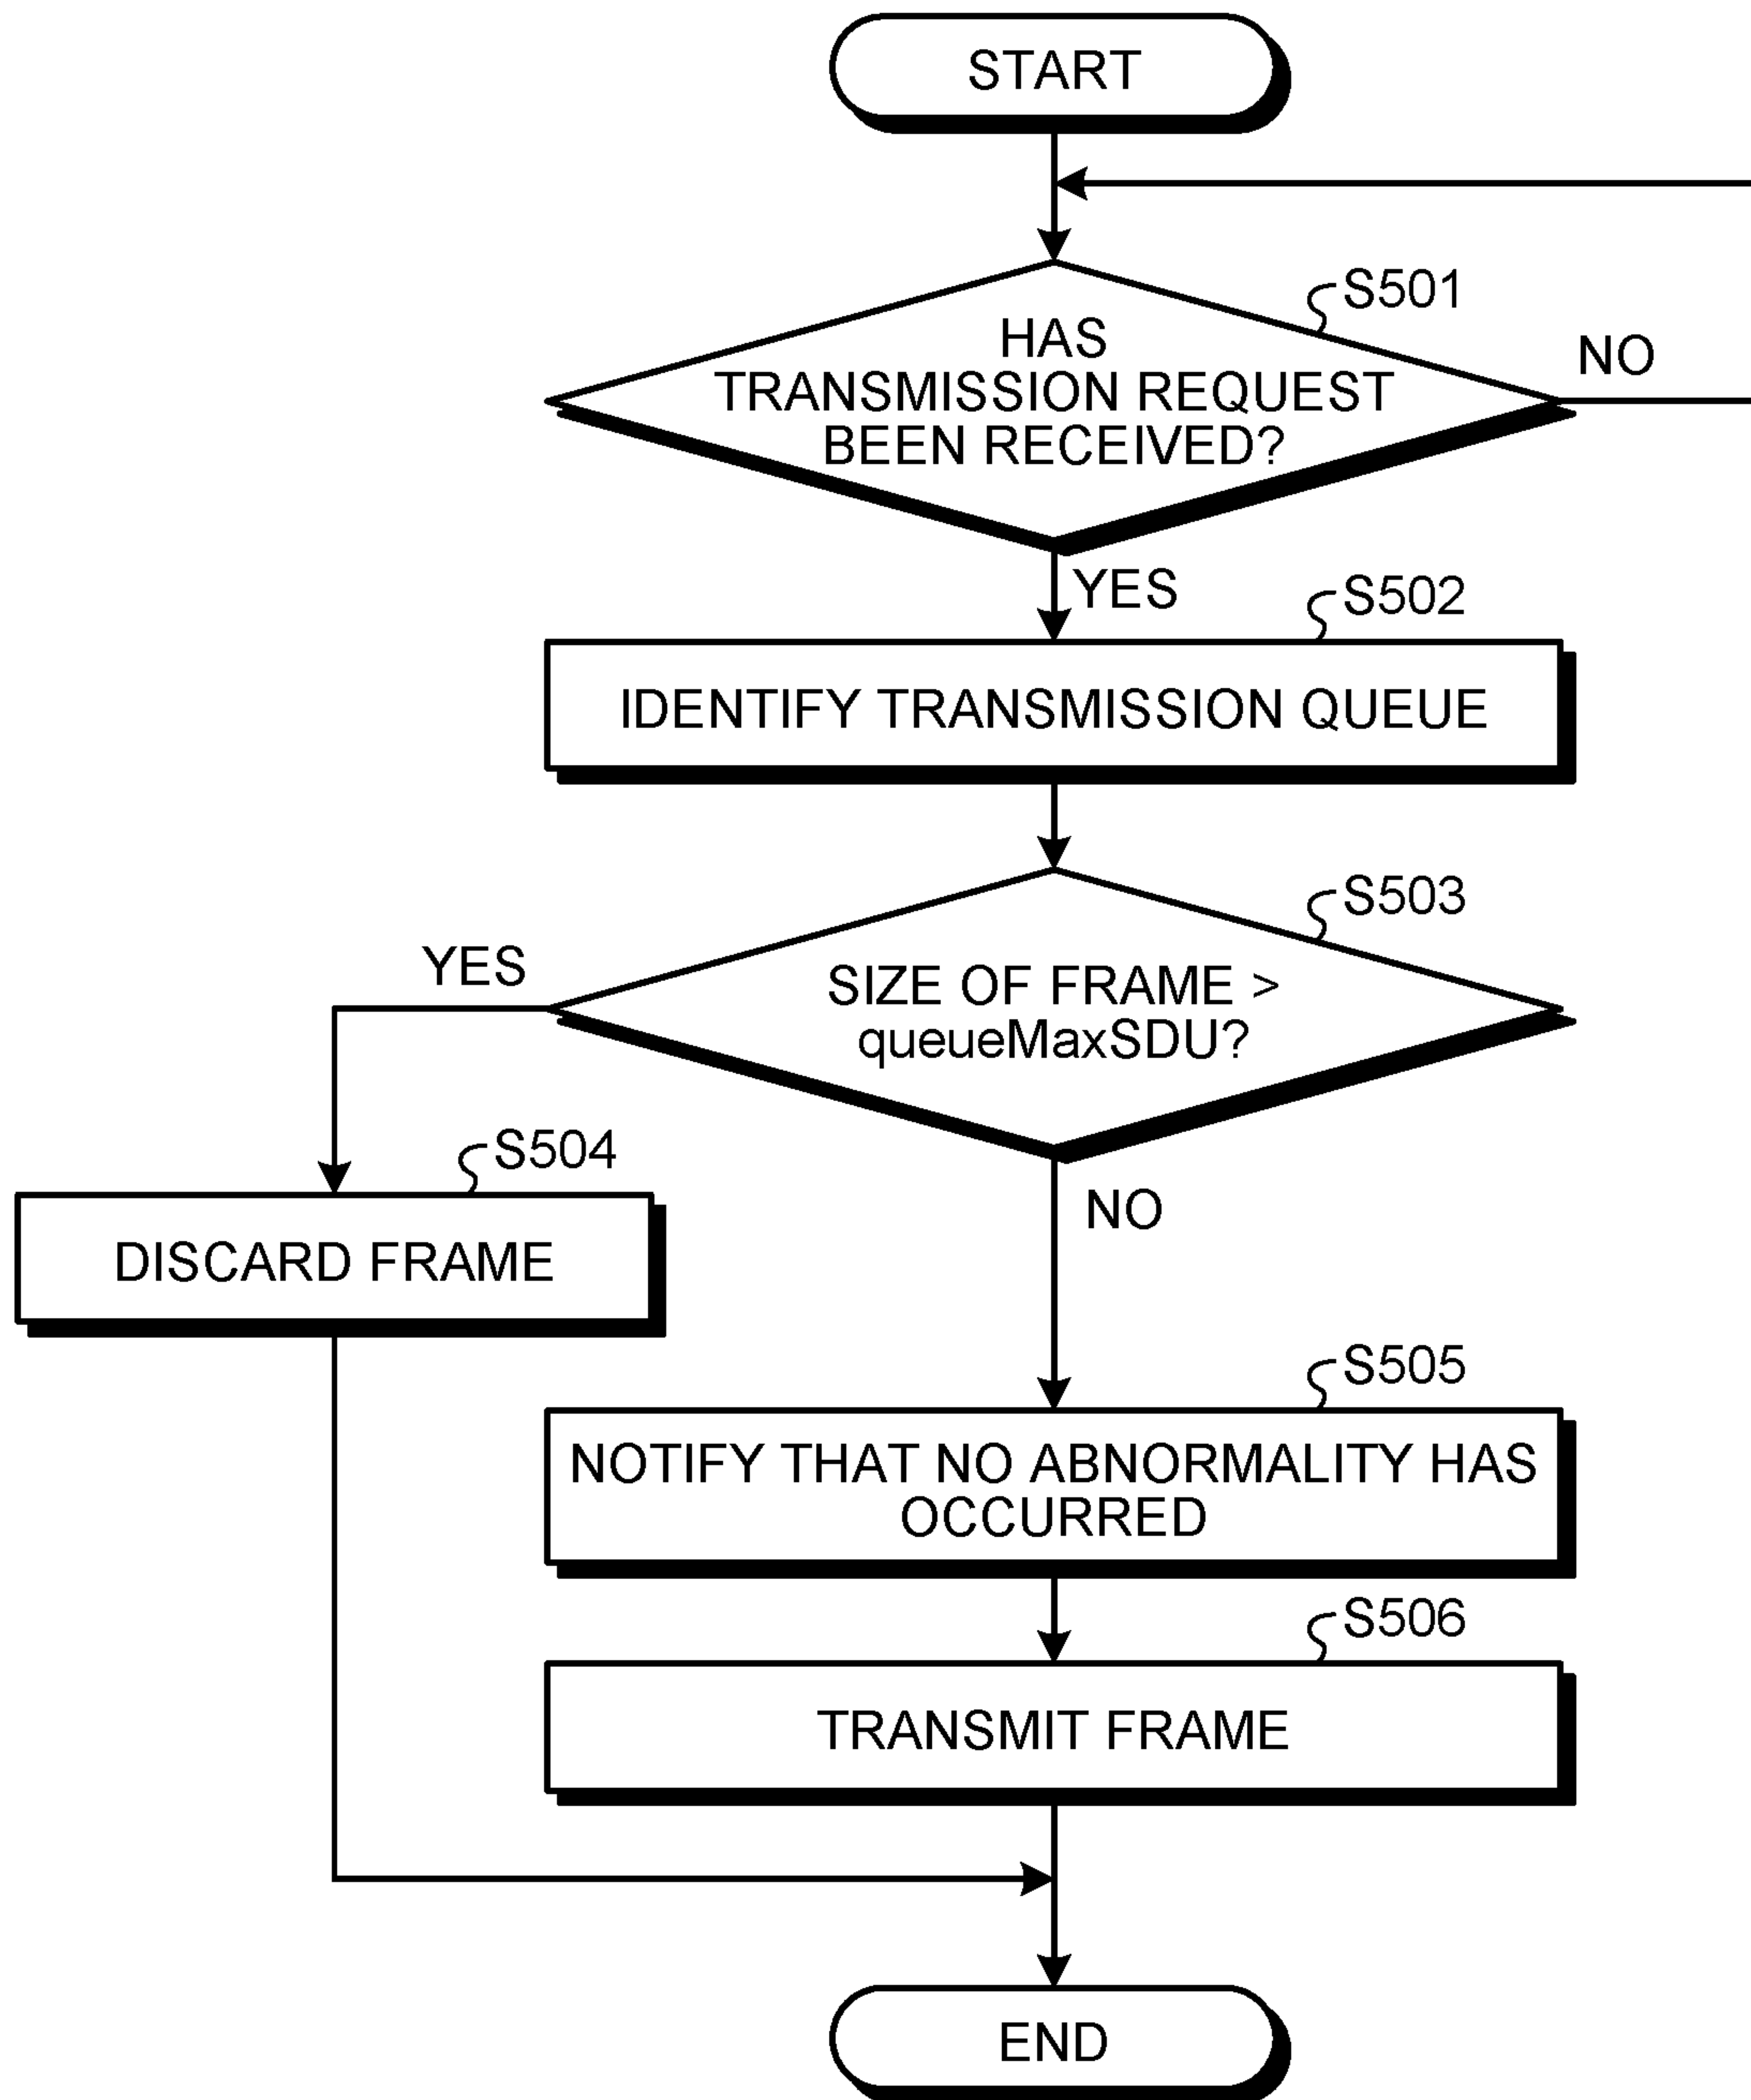 START
S501
HAS
TRANSMISSION REQUEST
BEEN RECEIVED?
NO
YES
S502
IDENTIFY TRANSMISSION QUEUE
S503
YES
SIZE OF FRAME >
queueMaxSDU?
S504
NO
DISCARD FRAME
S505
NOTIFY THAT NO ABNORMALITY HAS
OCCURRED
S506
TRANSMIT FRAME
END